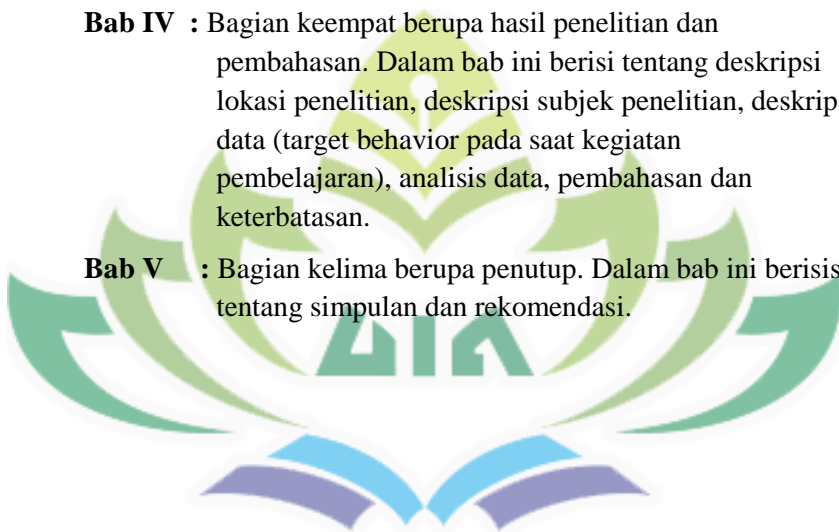 Bab IV : Bagian keempat berupa hasil penelitian dan
pembahasan. Dalam bab ini berisi tentang deskripsi
lokasi penelitian, deskripsi subjek penelitian, deskrip
data (target behavior pada saat kegiatan
pembelajaran), analisis data, pembahasan dan
keterbatasan.
Bab V : Bagian kelima berupa penutup. Dalam bab ini berisis
tentang simpulan dan rekomendasi.